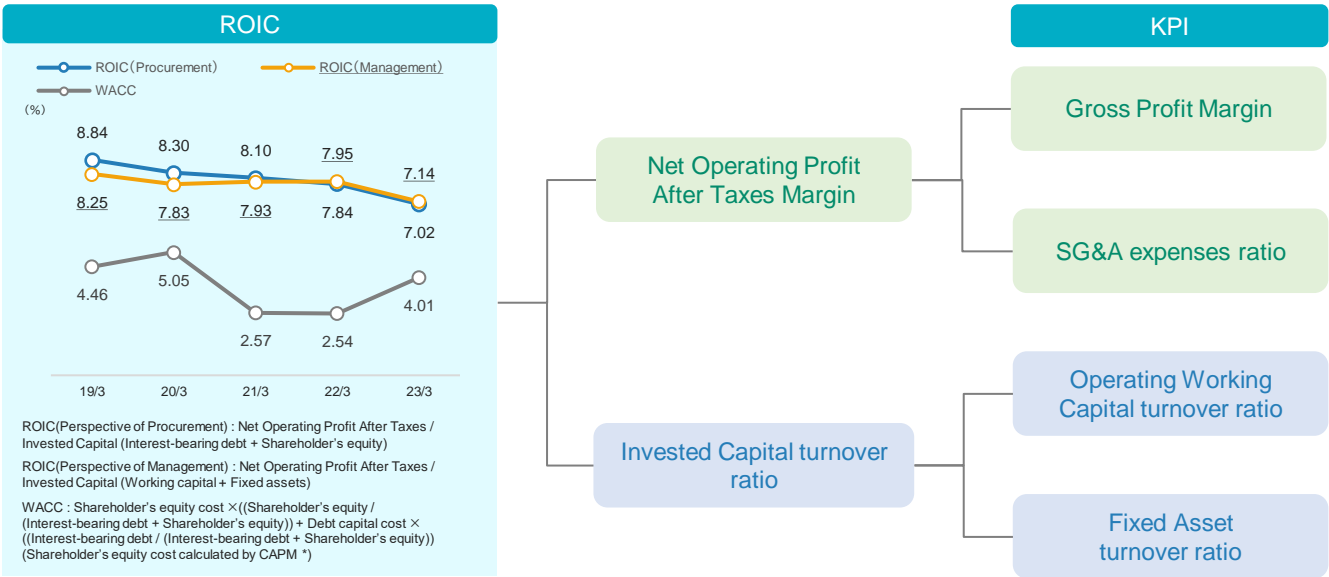 ROIC
ROIC(Procurement)
ROIC(Management)
WACC
(%)
8.84
8.30
8.10
7.95
7.14
8.25
7.83
7.93
7.84
7.02
4.46
5.05
2.57
2.54
4.01
19/3
20/3
21/3
22/3
23/3
ROIC(Perspective of Procurement) : Net Operating Profit After Taxes /
Invested Capital (Interest-bearing debt + Shareholder's equity)
ROIC(Perspective of Management) : Net Operating Profit After Taxes /
Invested Capital (Working capital + Fixed assets)
WACC : Shareholder's equity cost ×((Shareholder's equity /
(Interest-bearing debt + Shareholder's equity)) + Debt capital cost ×
((Interest-bearing debt / (Interest-bearing debt + Shareholder's equity))
(Shareholder's equity cost calculated by CAPM *)
Net Operating Profit
After Taxes Margin
Invested Capital turnover
ratio
KPI
Gross Profit Margin
SG&A expenses ratio
Operating Working
Capital turnover ratio
Fixed Asset
turnover ratio